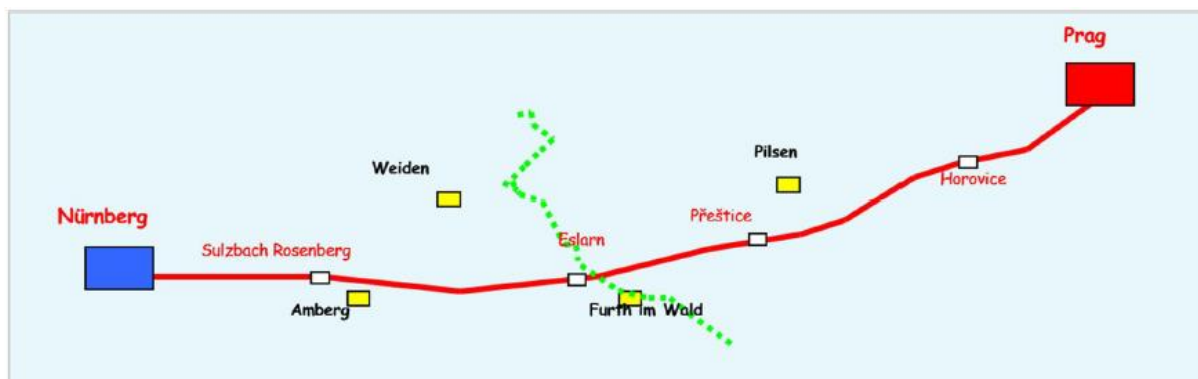 Prag
Pilsen
Weiden
Horovice
Přeštice
Nürnberg
Eslarn
Sulzbach Rosenberg
Amberg
Furth im Wald